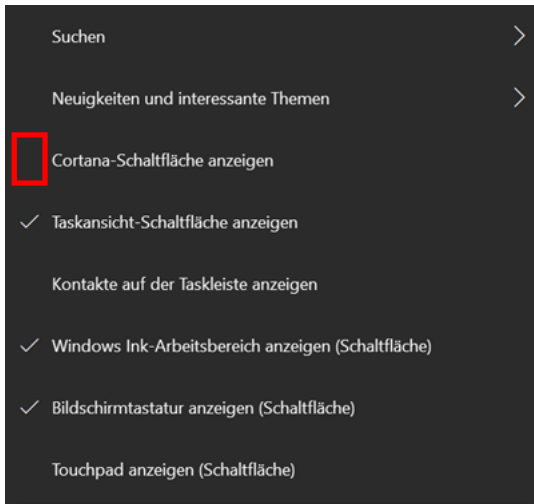 Suchen
Neuigkeiten und interessante Themen
Cortana-Schaltfläche anzeigen
Taskansicht-Schaltfläche anzeigen
Kontakte auf der Taskleiste anzeigen
Windows Ink-Arbeitsbereich anzeigen (Schaltfläche)
Bildschirmtastatur anzeigen (Schaltfläche)
Touchpad anzeigen (Schaltfläche)